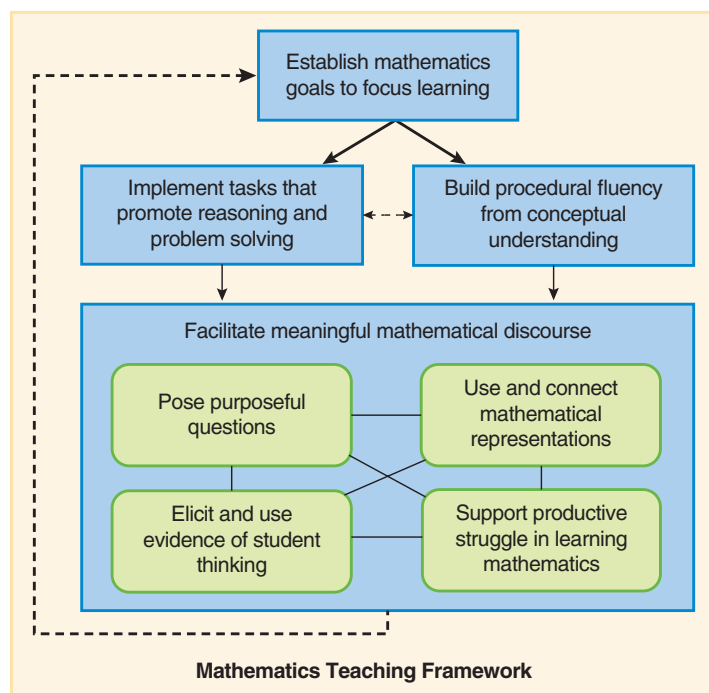 Establish mathematics
goals to focus learning
Implement tasks that
promote reasoning and
problem solving
Build procedural fluency
from conceptual
understanding
Facilitate meaningful mathematical discourse
Pose purposeful
questions
Use and connect
mathematical
representations
Elicit and use
evidence of student
thinking
Support productive
struggle in learning
mathematics
Mathematics Teaching Framework